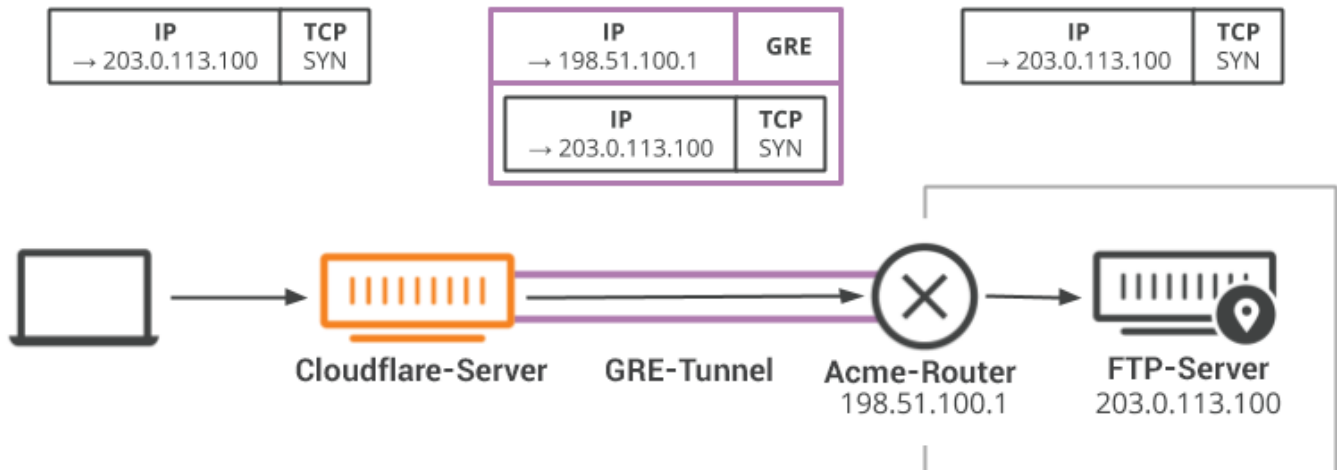 IP
→ 203.0.113.100
TCP
SYN
IP
→ 198.51.100.1
GRE
IP
→ 203.0.113.100
TCP
SYN
IP
→ 203.0.113.100
TCP
SYN
Cloudflare-Server
GRE-Tunnel
Acme-Router
198.51.100.1
FTP-Server
203.0.113.100